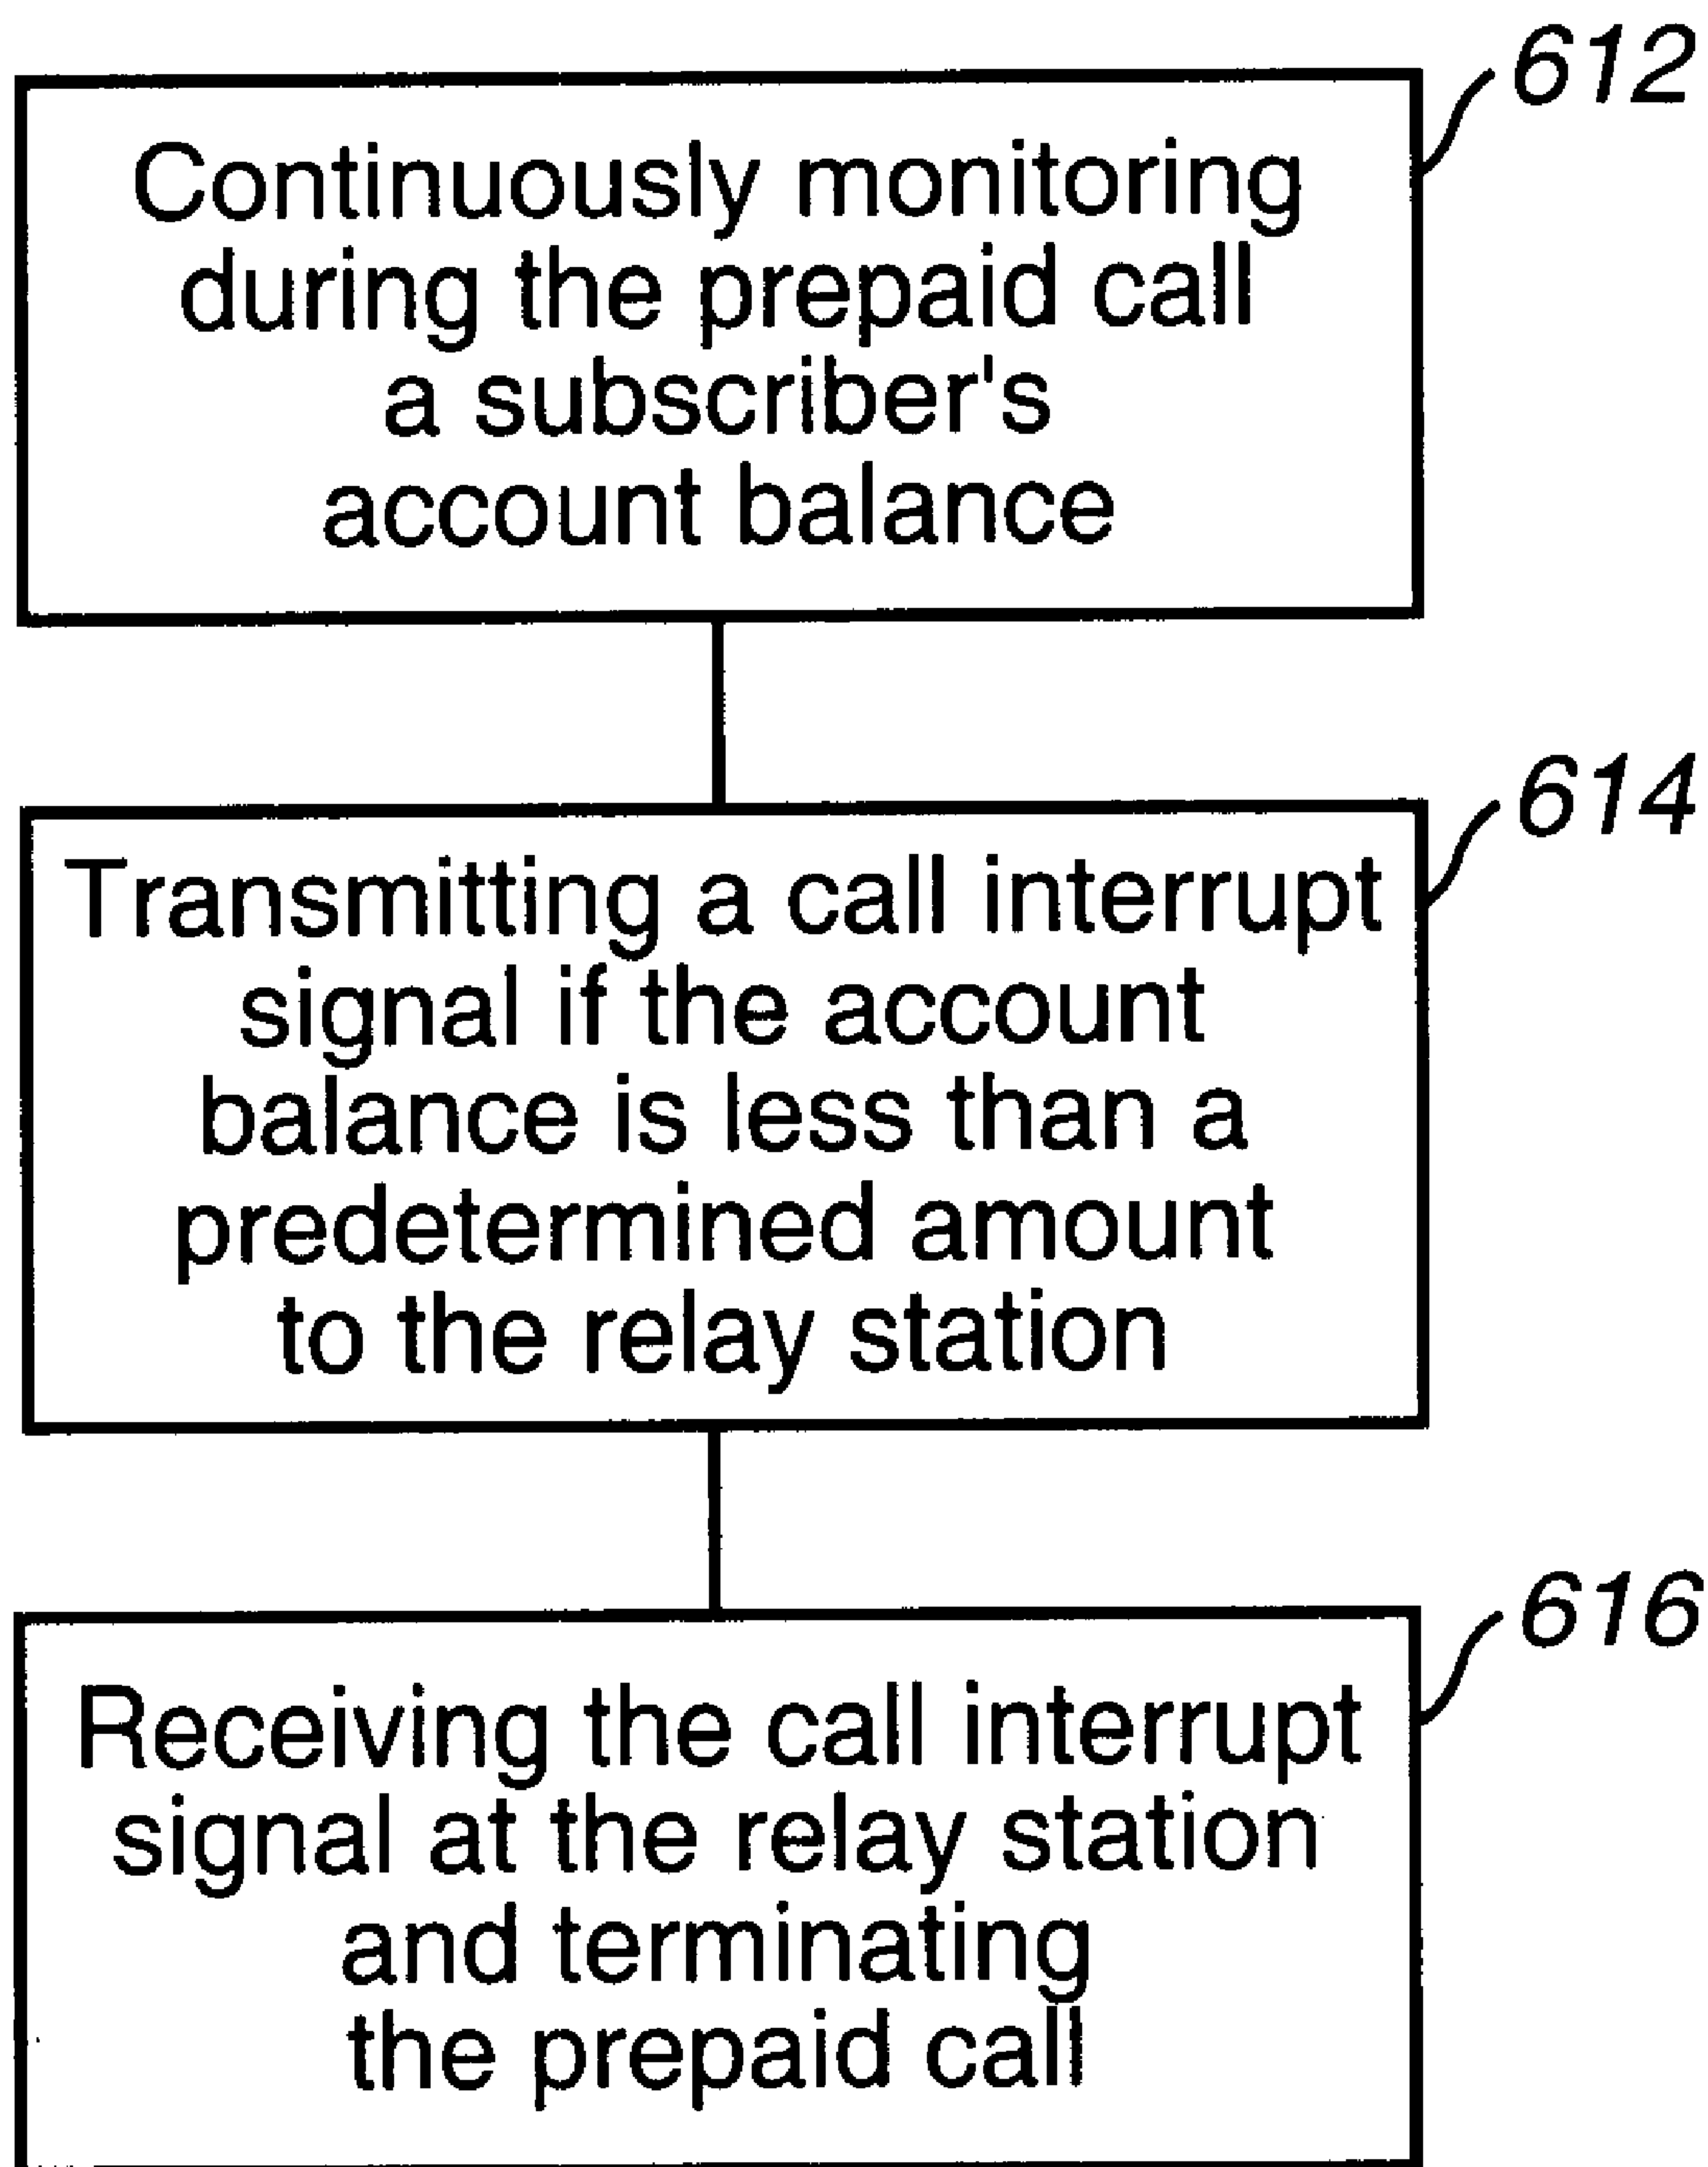 612
Continuously monitoring
during the prepaid call
a subscriber's
account balance
614
Transmitting a call interrupt
signal if the account
balance is less than a
predetermined amount
to the relay station
616
Receiving the call interrupt
signal at the relay station
and terminating
the prepaid call